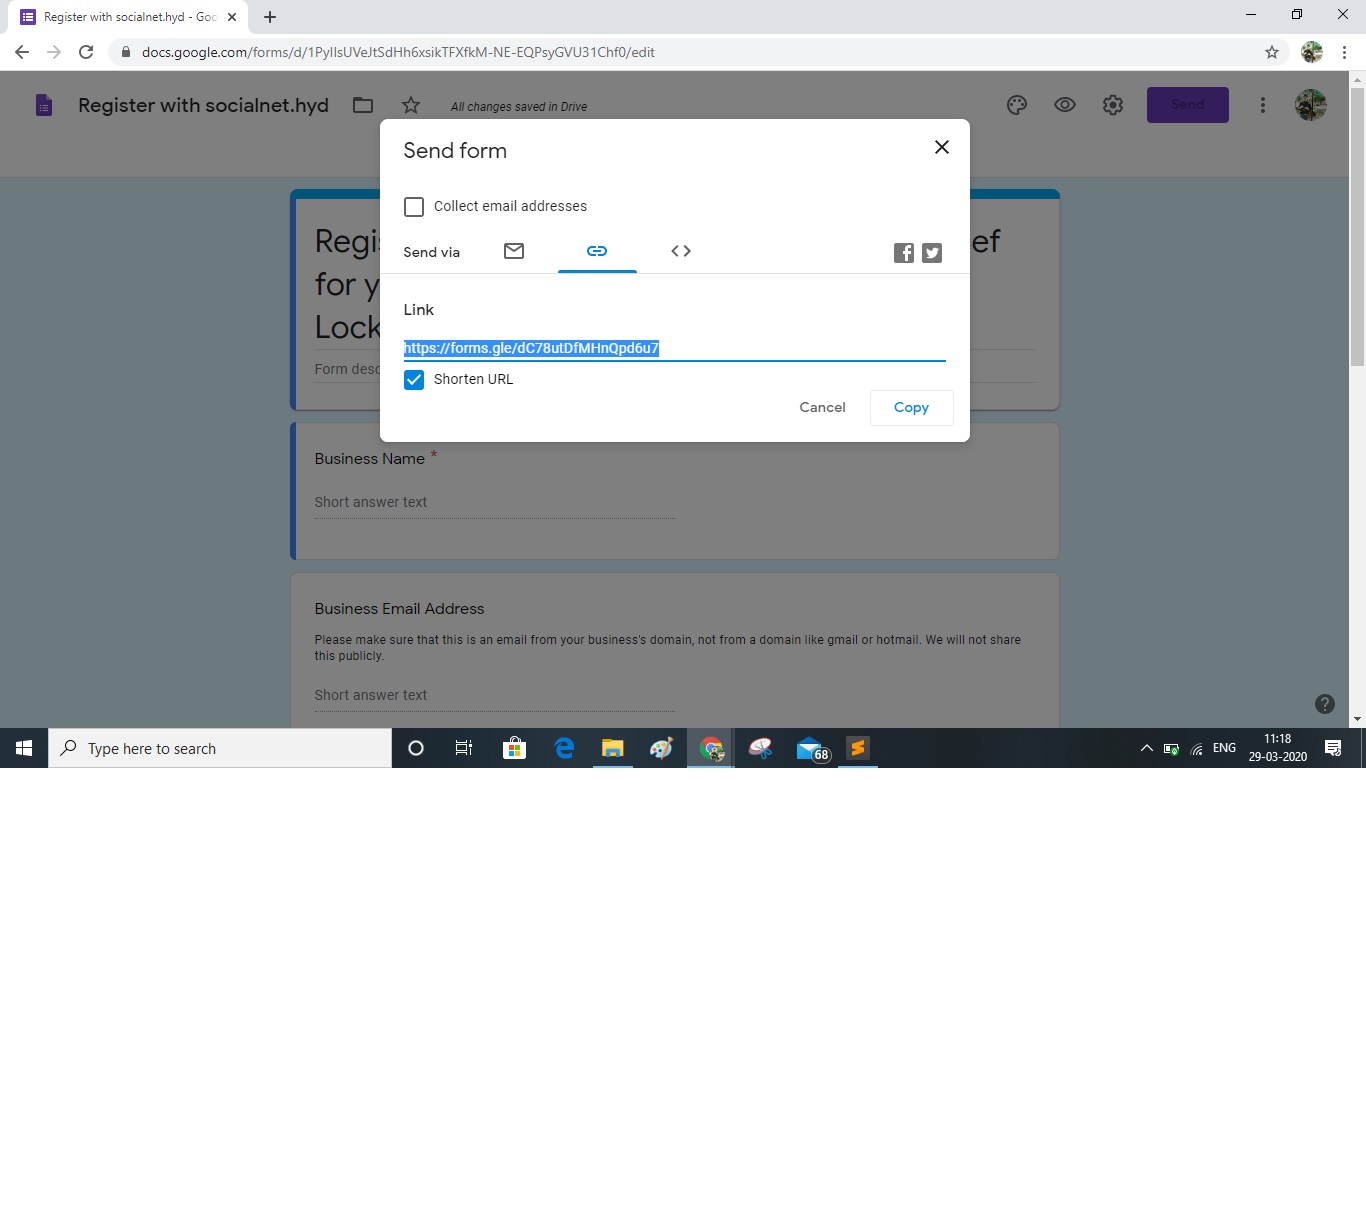 Register with socialnet.hyd - Goo
docs.google.com/forms/d/1PyIIsUVeJtSdHh6xsikTFXfkM-NE-EQPsyGVU31Chf0/edit
Register with socialnet.hyd
All changes saved in Drive
Send
Send form
Collect email addresses
Send via
Link
https://forms.gle/dC78utDfMHnQpd6u7
Shorten URL
Cancel
Copy
Regi
ef
for y
Lock
Form desc
Business Name *
Short answer text
Business Email Address
Please make sure that this is an email from your business's domain, not from a domain like gmail or hotmail. We will not share
this publicly.
Short answer text
Type here to search
68
ENG
11:18
29-03-2020